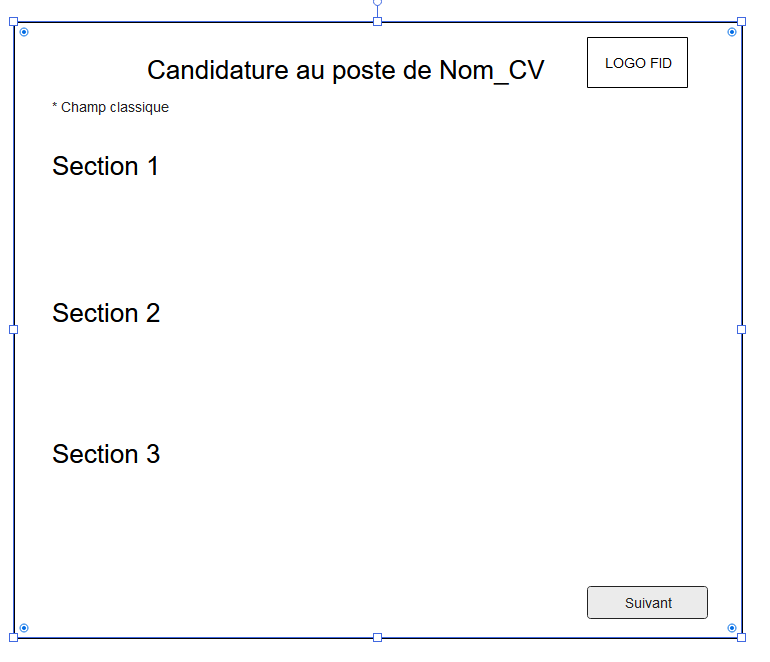 Candidature au poste de Nom_CV
LOGO FID
* Champ classique
Section 1
Section 2
Section 3
Suivant